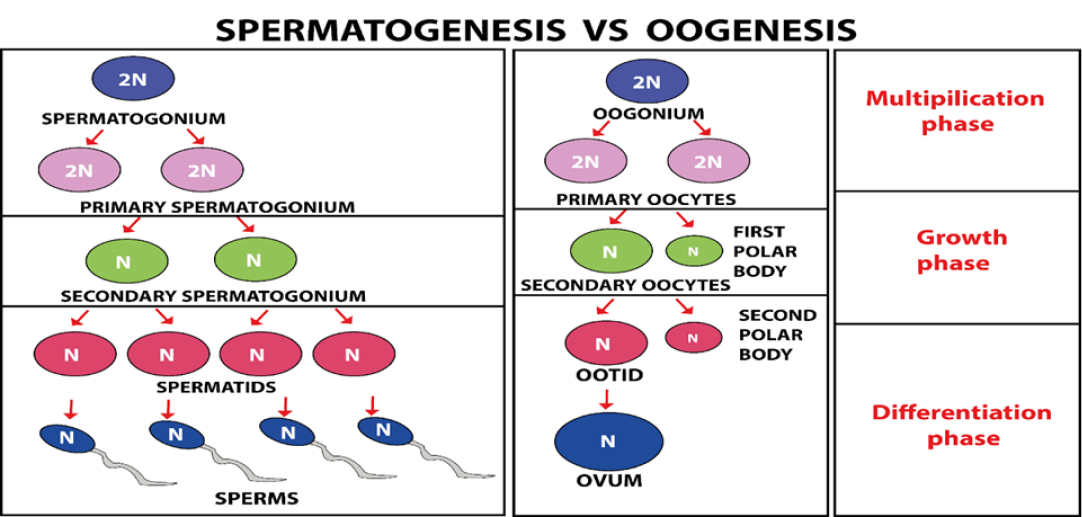 SPERMATOGENESIS VS OOGENESIS
2N
SPERMATOGONIUM
2N 2N
PRIMARY SPERMATOGONIUM
N N
SECONDARY SPERMATOGONIUM
N N N N
SPERMATIDS
N N N N
SPERMS
2N
OOGONIUM
2N 2N
PRIMARY OOCYTES
N N
FIRST
POLAR
BODY
SECONDARY OOCYTES
N N
SECOND
POLAR
BODY
OOTID
N
OVUM
Multipilication
phase
Growth
phase
Differentiation
phase